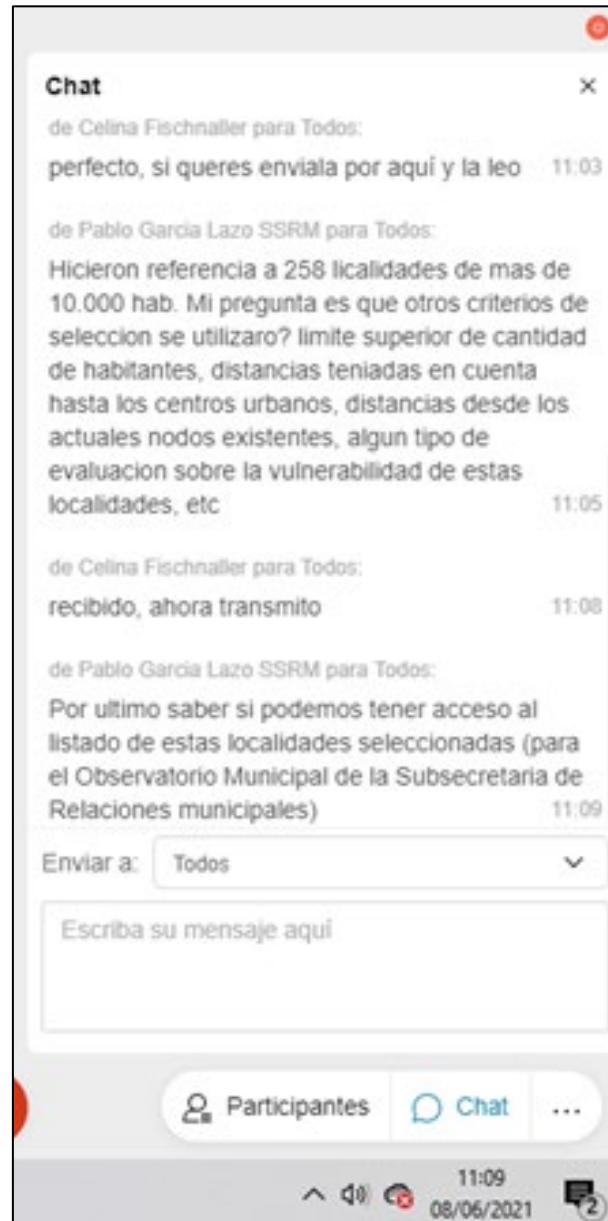 Chat
de Celina Fischnaller para Todos:
perfecto, si queres enviala por aquí y la leo 11:03
de Pablo Garcia Lazo SSRM para Todos:
Hicieron referencia a 258 licalidades de mas de
10.000 hab. Mi pregunta es que otros criterios de
seleccion se utilizaro? limite superior de cantidad
de habitantes, distancias teniadas en cuenta
hasta los centros urbanos, distancias desde los
actuales nodos existentes, algun tipo de
evaluacion sobre la vulnerabilidad de estas
localidades, etc 11:05
de Celina Fischnaller para Todos:
recibido, ahora transmito 11:08
de Pablo Garcia Lazo SSRM para Todos:
Por ultimo saber si podemos tener acceso al
listado de estas localidades seleccionadas (para
el Observatorio Municipal de la Subsecretaria de
Relaciones municipales) 11:09
Enviar a: Todos
Escriba su mensaje aquí
Participantes Chat ...
11:09
08/06/2021 2